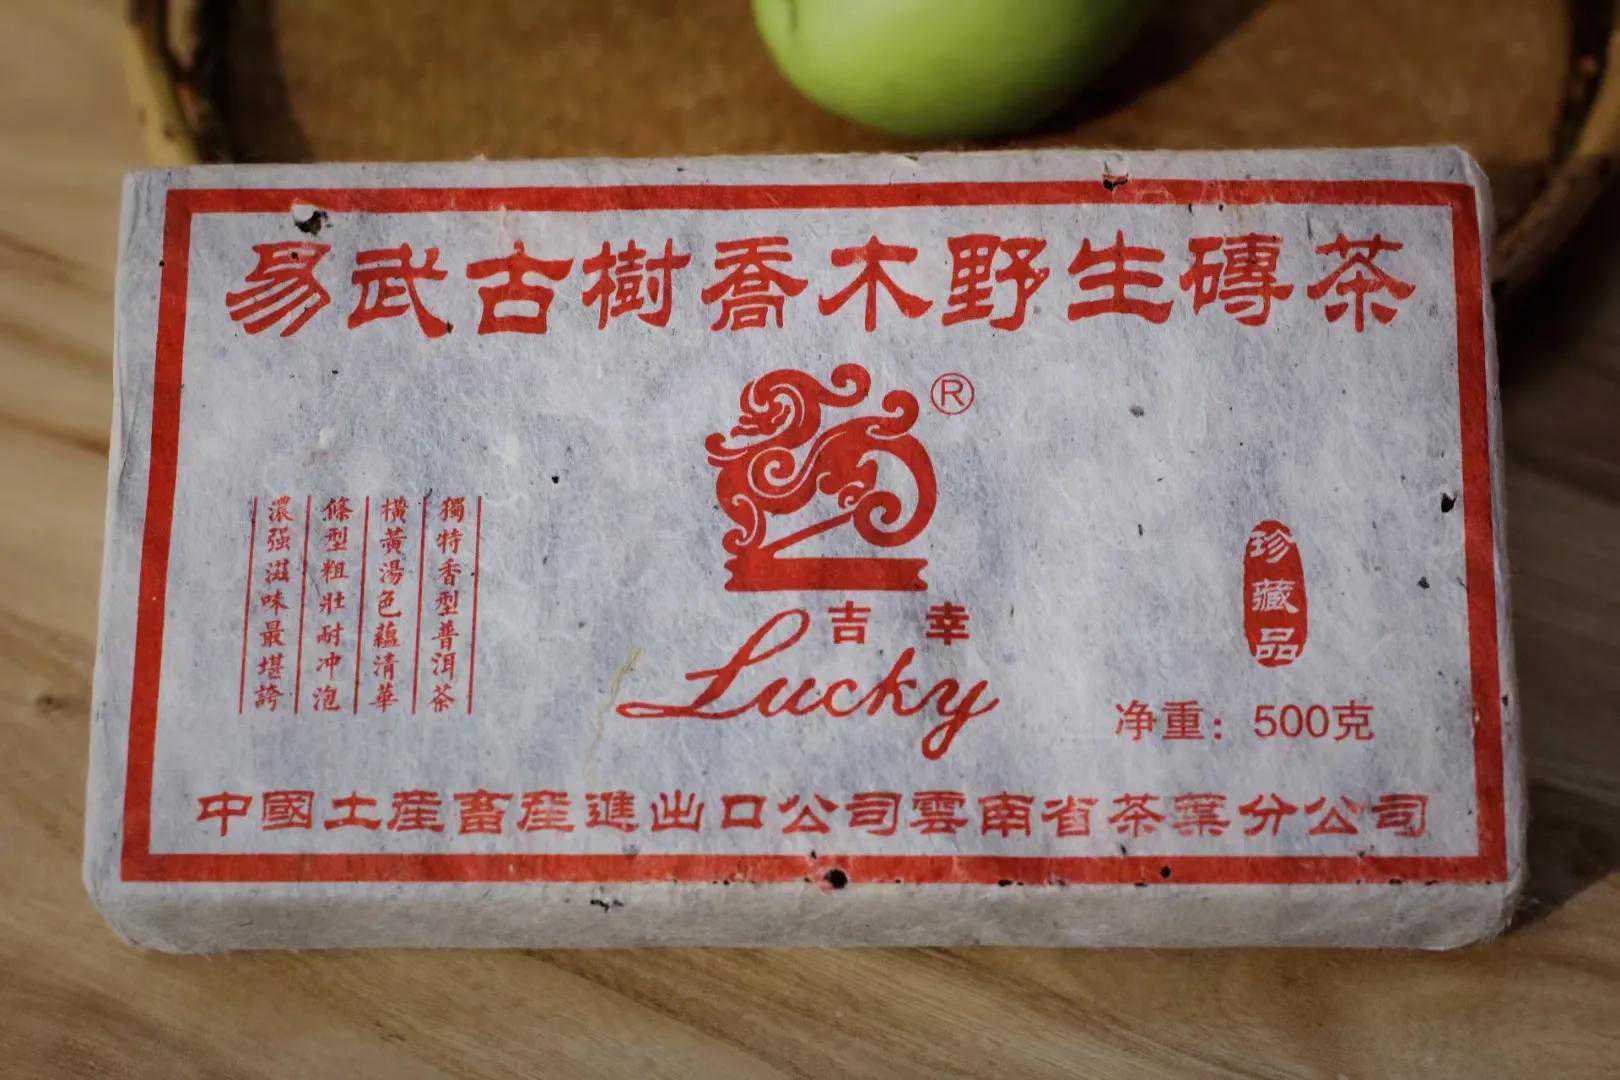 易武古樹喬木野生磚茶
®
獨特香型普洱茶
橫黃湯色蘊清華
條型粗壯耐冲泡
濃强滋味最堪誇
吉幸
Lucky
珍藏品
净重：500克
中國土産畜産進出口公司雲南省茶葉分公司